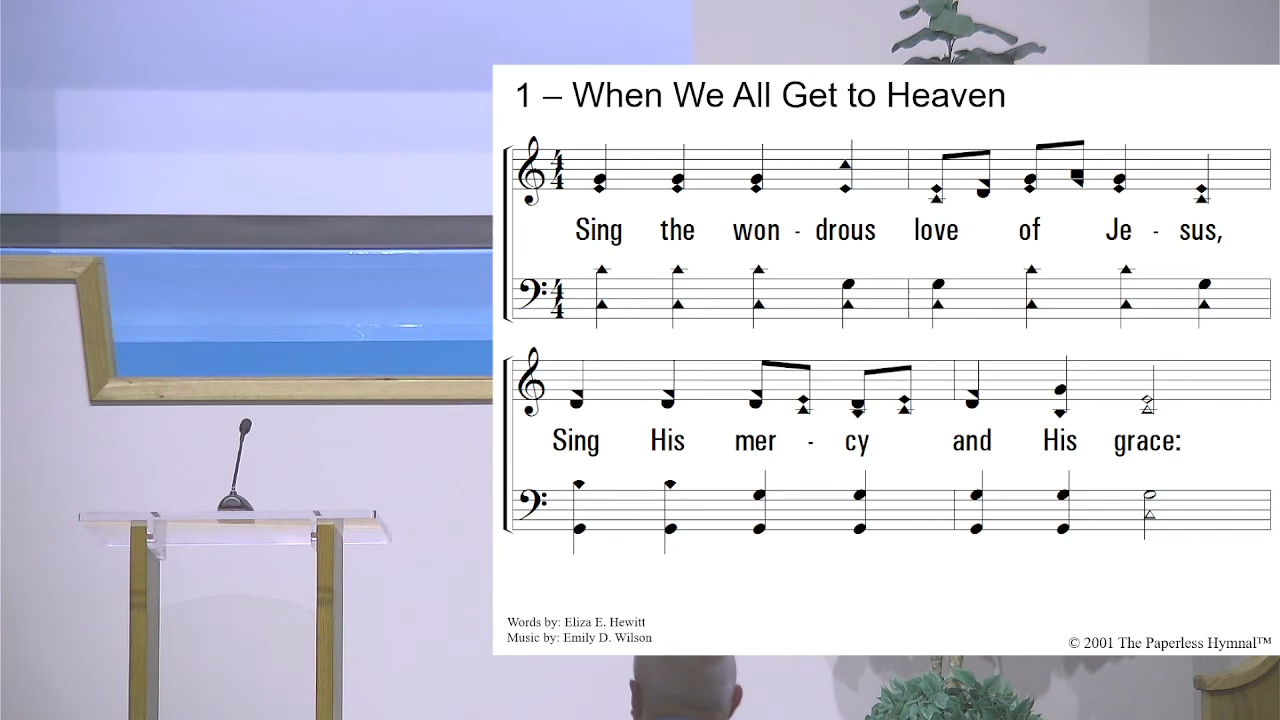 1 – When We All Get to Heaven
Sing the won - drous love of Je - sus,
Sing His mer - cy and His grace:
Words by: Eliza E. Hewitt
Music by: Emily D. Wilson
© 2001 The Paperless Hymnal™